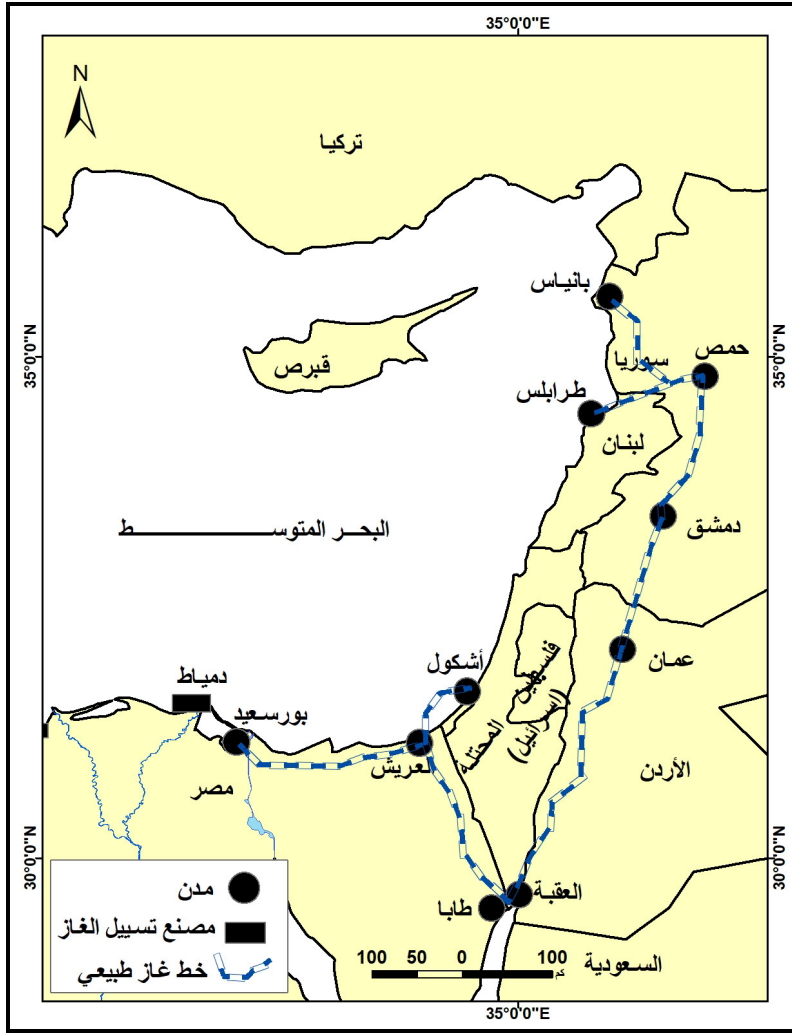 35°0'0"E
N
تركيا
بانياس
35°0'0"N
35°0'0"N
حمص
سوريا
قبرص
طرابلس
لبنان
البحر المتوسـط
دمشق
عمان
فلسطين
أشكول
دمياط
بورسعيد
(إسرائيل)
المحتلة
العريش
الأردن
مصر
30°0'0"N
30°0'0"N
مدن
العقبة
طابا
مصنع تسييل الغاز
خط غاز طبيعي
السعودية
100 50 0 100
كم
35°0'0"E